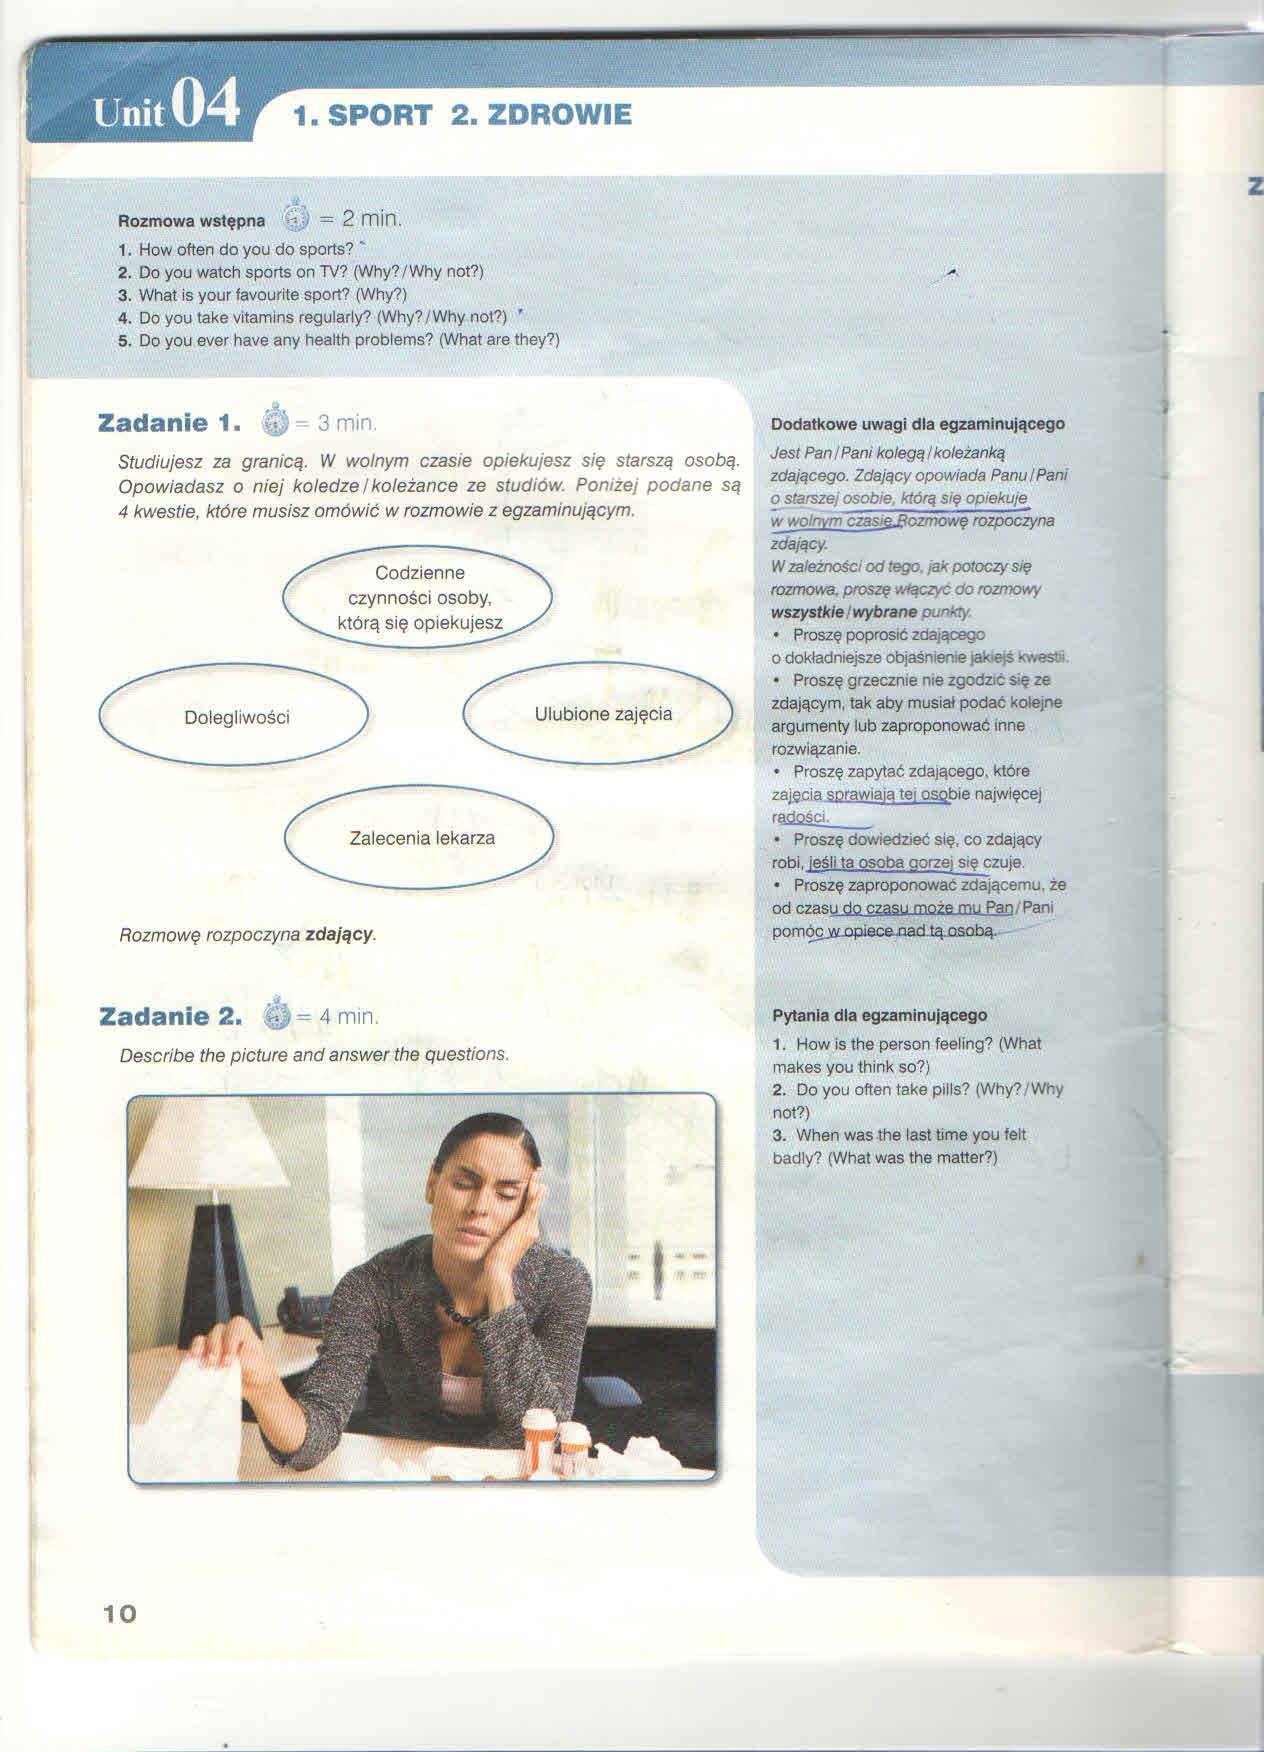 Unit 04
1. SPORT 2. ZDROWIE
Z
Rozmowa wstępna = 2 min.
1. How often do you do sports?
2. Do you watch sports on TV? (Why?/Why not?)
3. What is your favourite sport? (Why?)
4. Do you take vitamins regularly? (Why?/Why not?)
5. Do you ever have any health problems? (What are they?)
Zadanie 1. = 3 min.
Studiujesz za granicą. W wolnym czasie opiekujesz się starszą osobą.
Opowiadasz o niej koledze/koleżance ze studiów. Poniżej podane są
4 kwestie, które musisz omówić w rozmowie z egzaminującym.
Codzienne
czynności osoby,
którą się opiekujesz
Dolegliwości
Ulubione zajęcia
Zalecenia lekarza
Rozmowę rozpoczyna zdający.
Dodatkowe uwagi dla egzaminującego
Jest Pan/Pani kolegą/koleżanką
zdającego. Zdający opowiada Panu/Pani
o starszej osobie, którą się opiekuje
w wolnym czasie. Rozmowę rozpoczyna
zdający.
W zależności od tego, jak potoczy się
rozmowa, proszę włączyć do rozmowy
wszystkie/wybrane punkty.
• Proszę poprosić zdającego
o dokładniejsze objaśnienie jakiejś kwestii.
• Proszę grzecznie nie zgodzić się ze
zdającym, tak aby musiał podać kolejne
argumenty lub zaproponować inne
rozwiązanie.
• Proszę zapytać zdającego, które
zajęcia sprawiają tej osobie najwięcej
radości.
• Proszę dowiedzieć się, co zdający
robi, jeśli ta osoba gorzej się czuje.
• Proszę zaproponować zdającemu, że
od czasu do czasu może mu Pan/Pani
pomóc w opiece nad tą osobą.
Zadanie 2. = 4 min.
Describe the picture and answer the questions.
Pytania dla egzaminującego
1. How is the person feeling? (What
makes you think so?)
2. Do you often take pills? (Why?/Why
not?)
3. When was the last time you felt
badly? (What was the matter?)
10